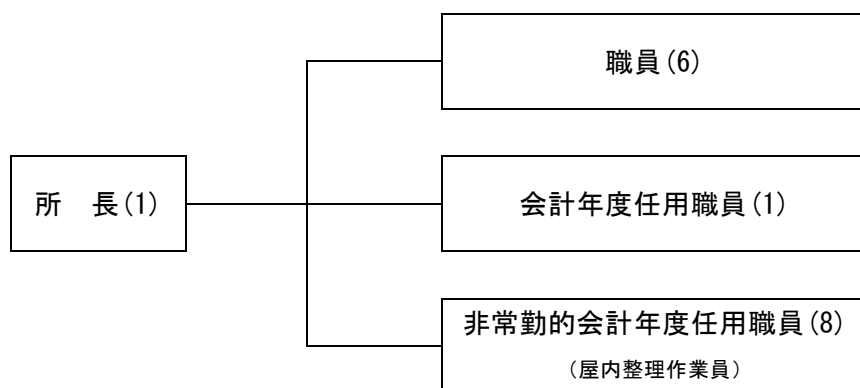 職員(6)
所　長(1)
会計年度任用職員(1)
非常勤的会計年度任用職員(8)
（屋内整理作業員）